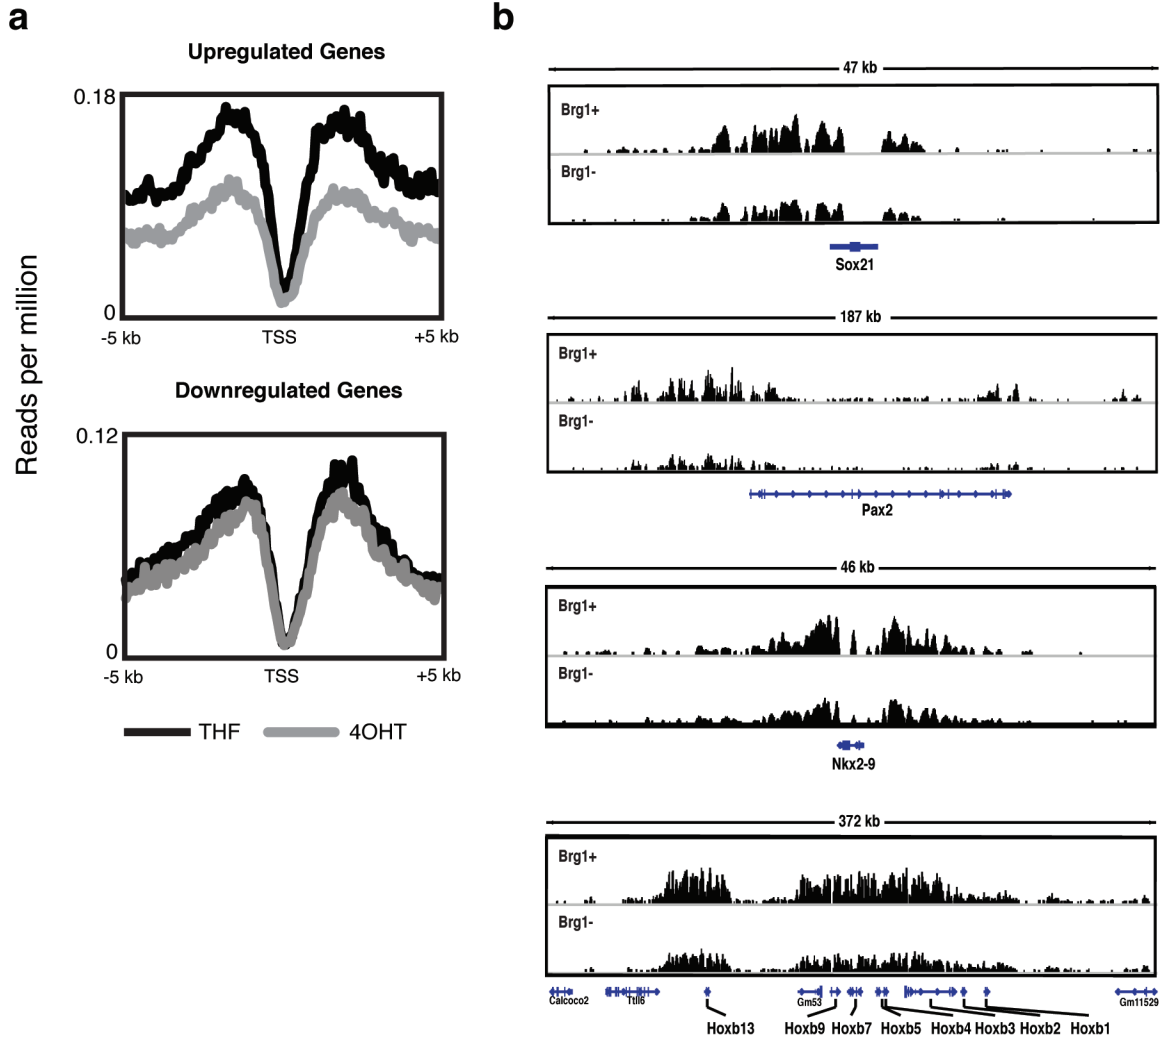 a
Upregulated Genes
0.18
0
-5 kb TSS +5 kb
Downregulated Genes
0.12
0
-5 kb TSS +5 kb
Reads per million
THF 4OHT
b
47 kb
Brg1+
Brg1-
Sox21
187 kb
Brg1+
Brg1-
Pax2
46 kb
Brg1+
Brg1-
Nkx2-9
372 kb
Brg1+
Brg1-
Calcoco2 Ttll6 Gm53 Gm11529
Hoxb13 Hoxb9 Hoxb7 Hoxb5 Hoxb4 Hoxb3 Hoxb2 Hoxb1